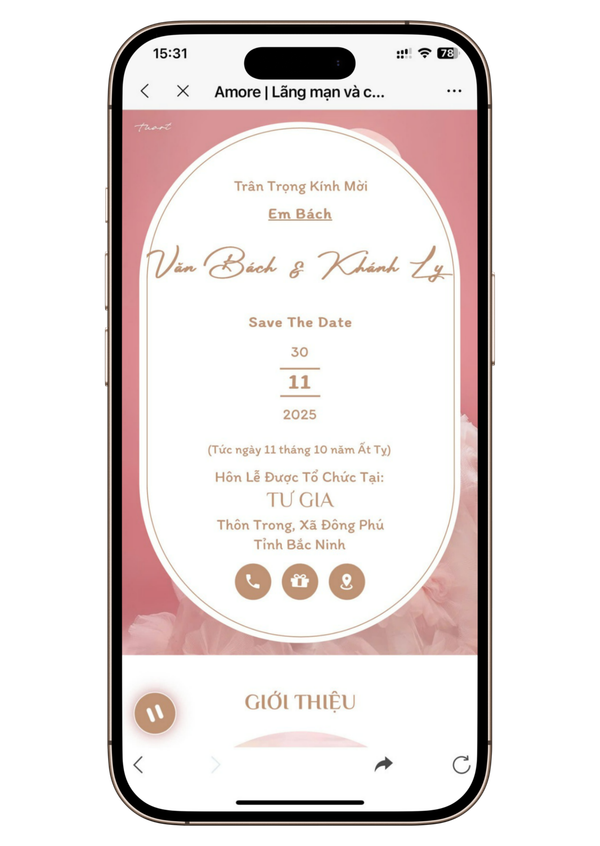 15:31
78
Amore | Lãng mạn và c...
Trân Trọng Kính Mời
Em Bách
Văn Bách & Khánh Ly
Save The Date
30
11
2025
(Tức ngày 11 tháng 10 năm Ất Tỵ)
Hôn Lễ Được Tổ Chức Tại:
TƯ GIA
Thôn Trong, Xã Đông Phú
Tỉnh Bắc Ninh
GIỚI THIỆU